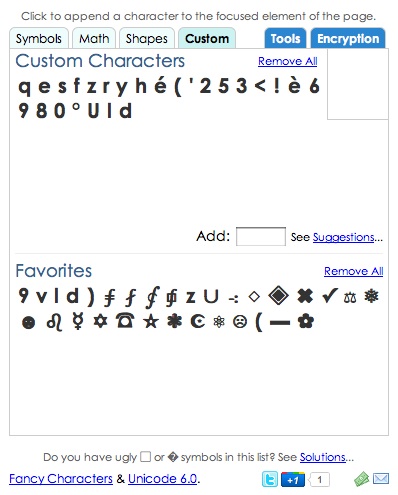 Click to append a character to the focused element of the page.
Symbols Math Shapes Custom Tools Encryption
Custom Characters Remove All
q e s f z r y h é ( ' 2 5 3 < ! è 6
9 8 0 ° U l d
Add: See Suggestions...
Favorites Remove All
9 v l d ) ⨎ ⨍ ∮ ⨕ z ∪ -: ◇ ◈ ✖ ✔ ⚖ ❅
☻ ♌ ☿ ✡ ☎ ☆ ✱ ☪ ⚛ ☹ ( ▬ ✿
Do you have ugly □ or � symbols in this list? See Solutions...
Fancy Characters & Unicode 6.0. +1 1